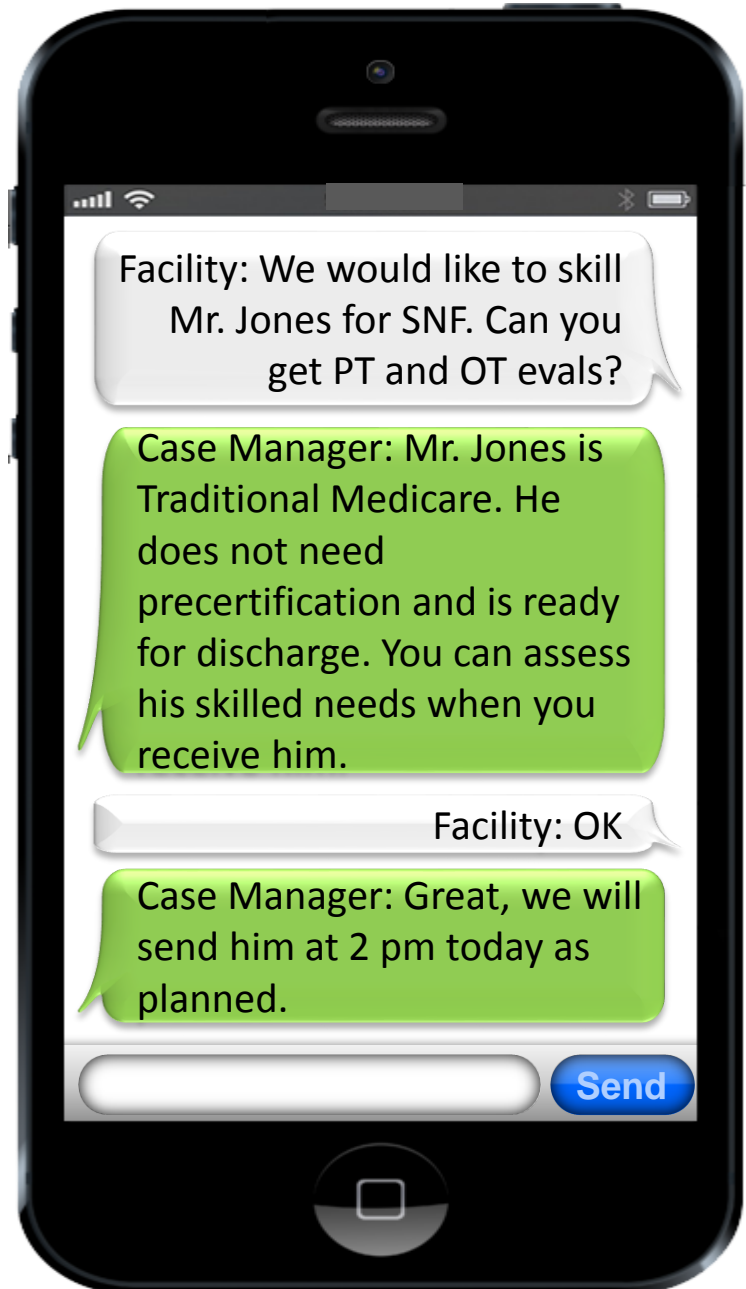 Facility: We would like to skill
Mr. Jones for SNF. Can you
get PT and OT evals?
Case Manager: Mr. Jones is
Traditional Medicare. He
does not need
precertification and is ready
for discharge. You can assess
his skilled needs when you
receive him.
Facility: OK
Case Manager: Great, we will
send him at 2 pm today as
planned.
Send